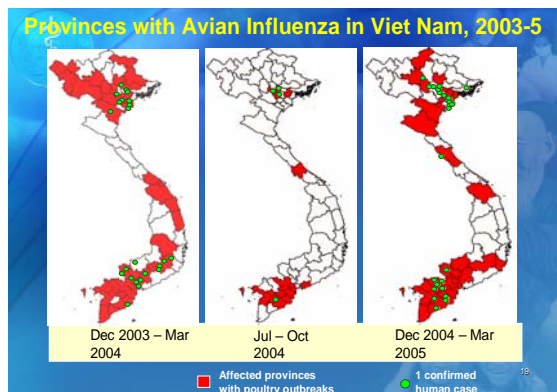 Provinces with Avian Influenza in Viet Nam, 2003-5
Dec 2003 – Mar
2004
Jul – Oct
2004
Dec 2004 – Mar
2005
Affected provinces
with poultry outbreaks
1 confirmed
human case
19